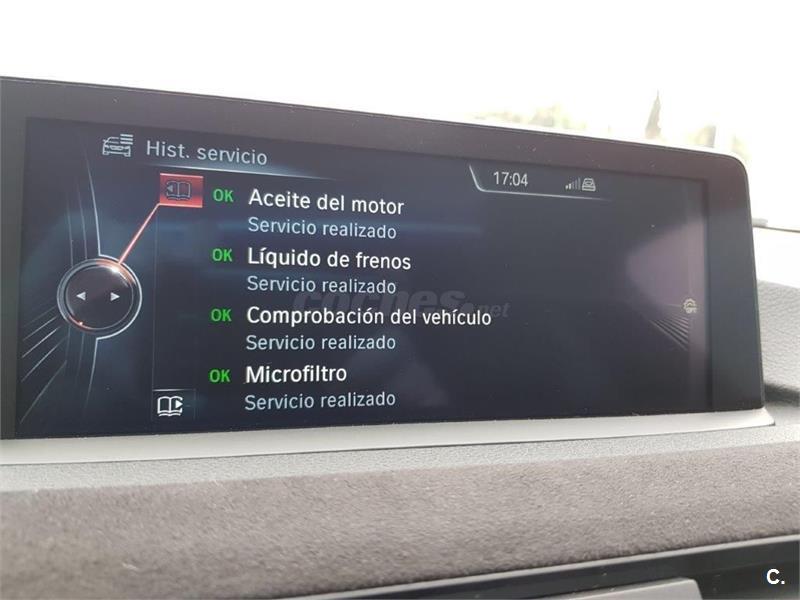 Hist. servicio
17:04
OK Aceite del motor
Servicio realizado
OK Líquido de frenos
Servicio realizado
OK Comprobación del vehículo
Servicio realizado
OK Microfiltro
Servicio realizado
coches.net
C.